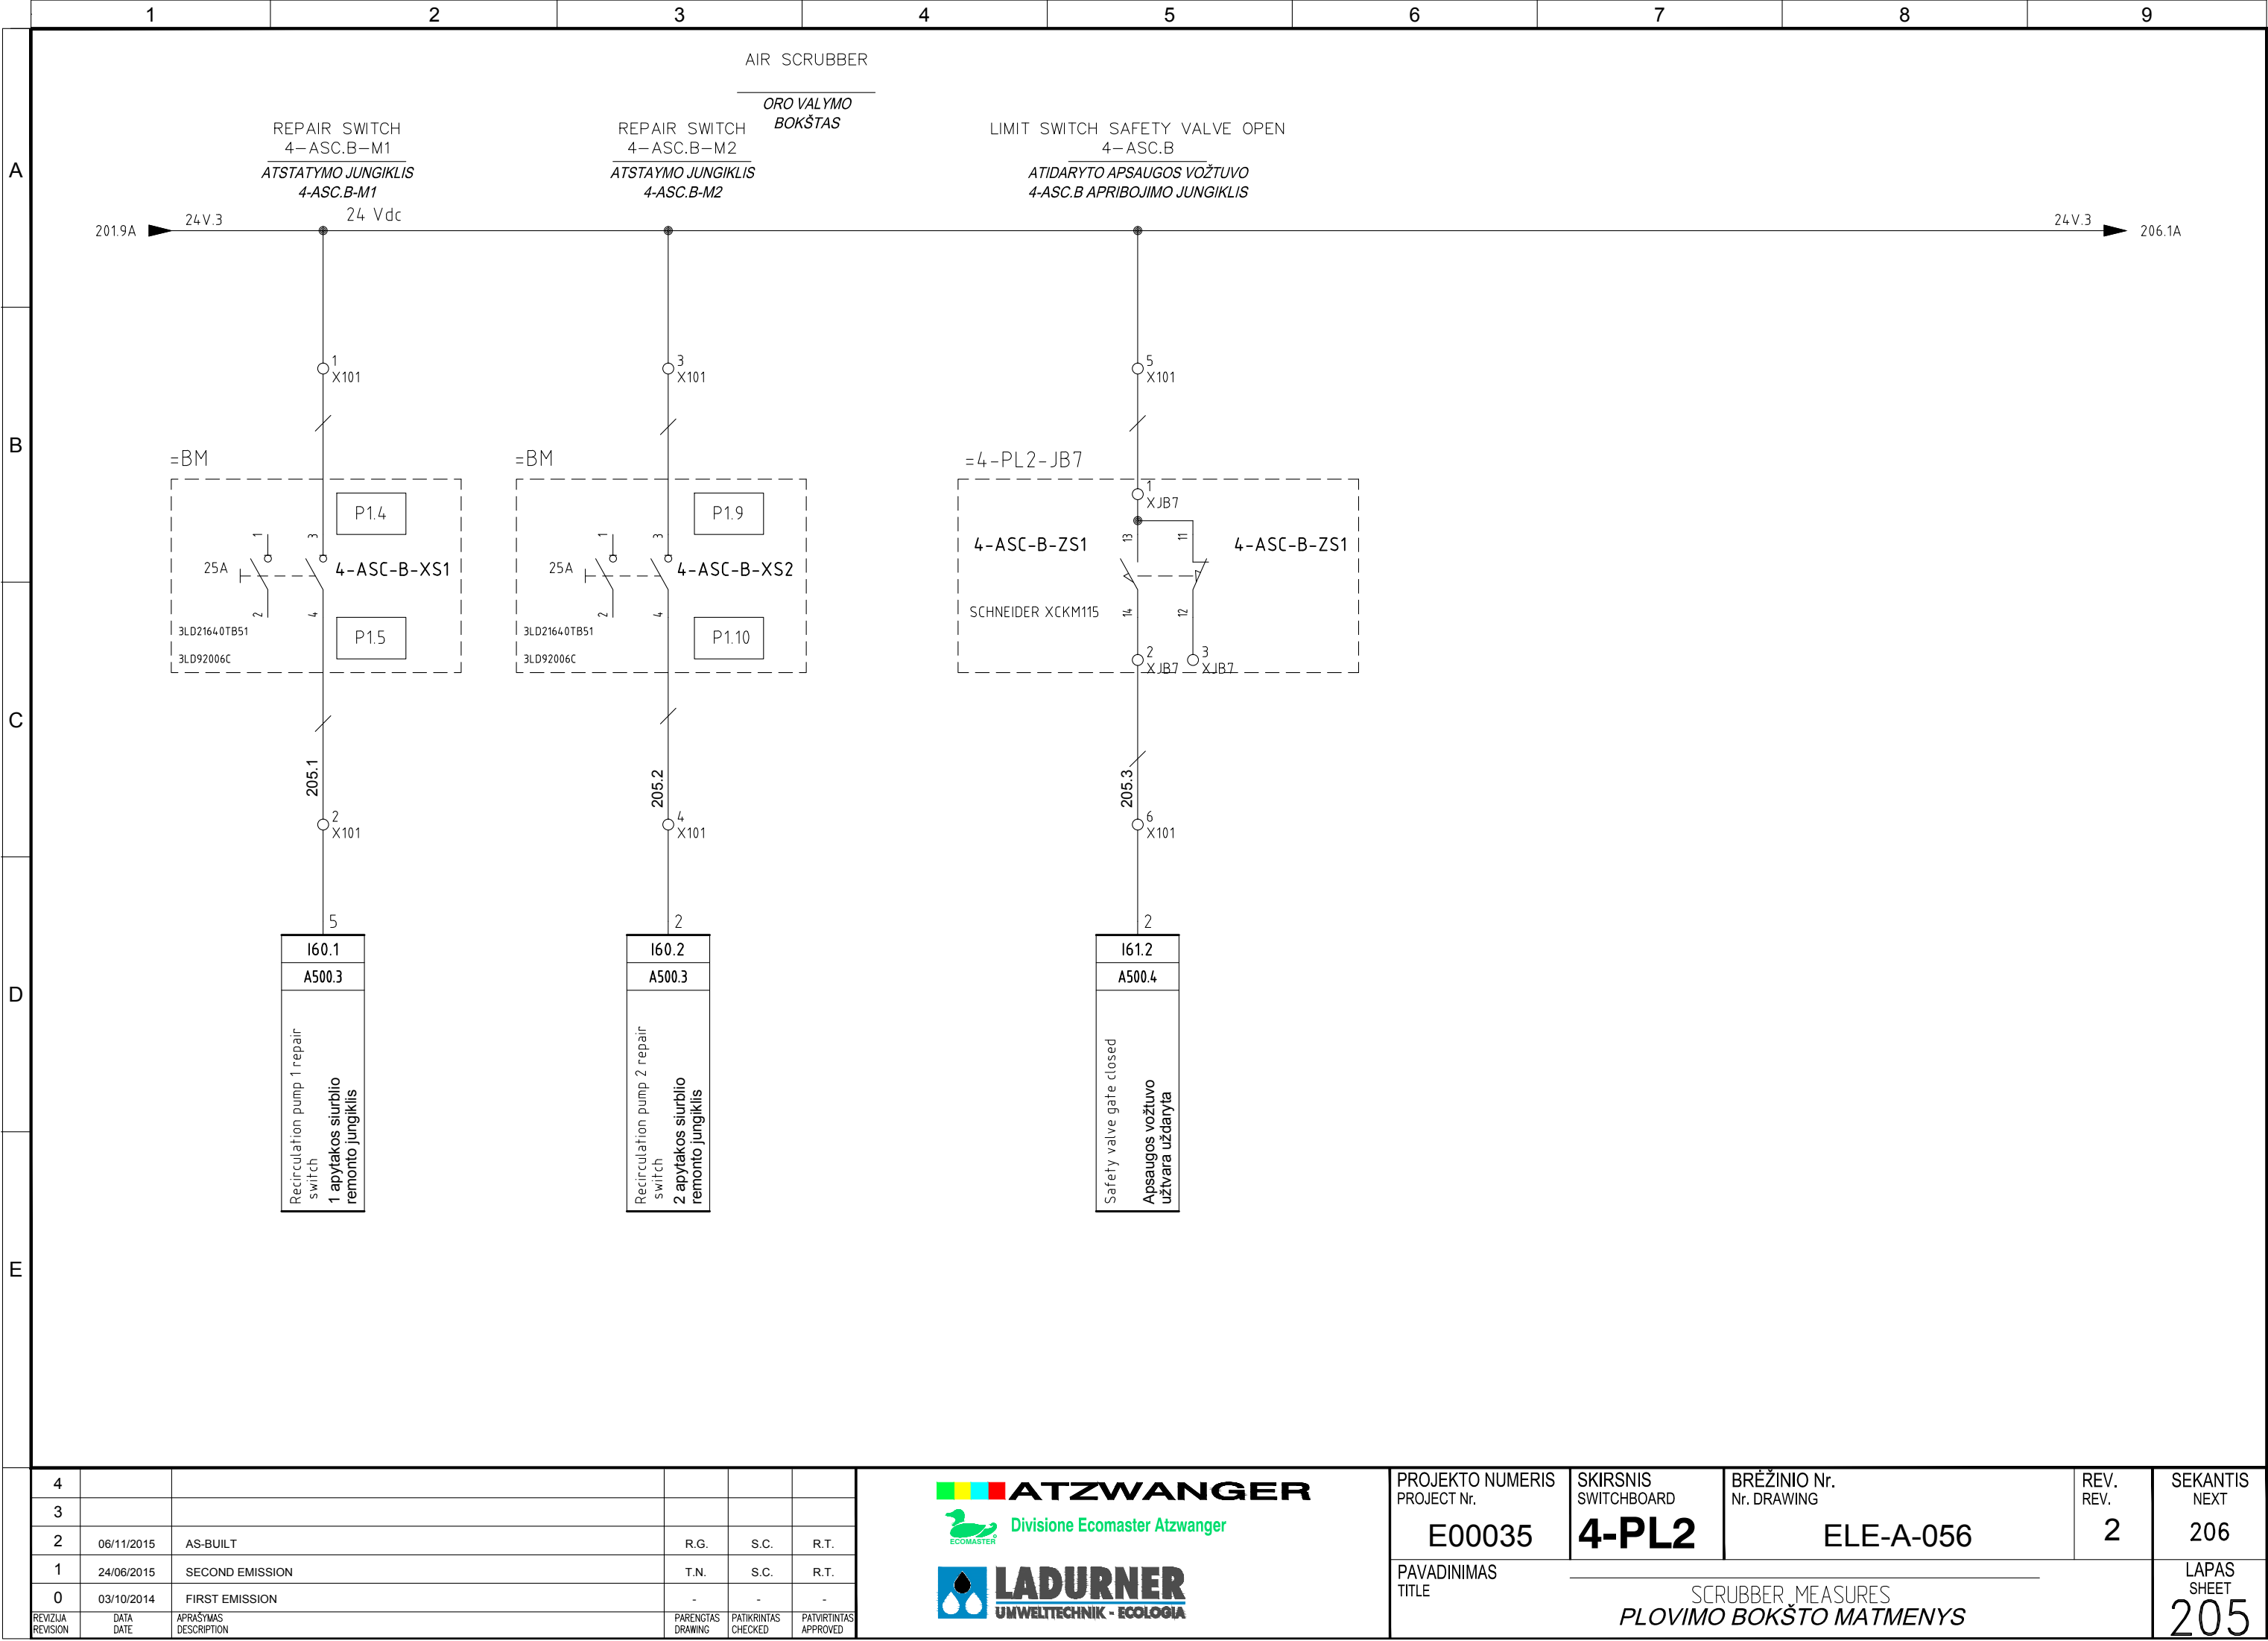 1 2 3 4 5 6 7 8 9
AIR SCRUBBER
ORO VALYMO
BOKŠTAS
REPAIR SWITCH
4-ASC.B-M1
ATSTATYMO JUNGIKLIS
4-ASC.B-M1
REPAIR SWITCH
4-ASC.B-M2
ATSTAYMO JUNGIKLIS
4-ASC.B-M2
LIMIT SWITCH SAFETY VALVE OPEN
4-ASC.B
ATIDARYTO APSAUGOS VOŽTUVO
4-ASC.B APRIBOJIMO JUNGIKLIS
A
201.9A
24V.3
24 Vdc
24V.3
206.1A
1
X101
3
X101
5
X101
B
=BM
=BM
=4-PL2-JB7
P1.4
1
3
25A
4-ASC-B-XS1
2
4
3LD21640TB51
3LD92006C
P1.5
P1.9
1
3
25A
4-ASC-B-XS2
2
4
3LD21640TB51
3LD92006C
P1.10
1
XJB7
4-ASC-B-ZS1
13
11
4-ASC-B-ZS1
SCHNEIDER XCKM115
14
12
2
XJB7
3
XJB7
C
205.1
205.2
205.3
2
X101
4
X101
6
X101
D
5
I60.1
A500.3
Recirculation pump 1 repair
switch
1 apytakos siurblio
remonto jungiklis
2
I60.2
A500.3
Recirculation pump 2 repair
switch
2 apytakos siurblio
remonto jungiklis
2
I61.2
A500.4
Safety valve gate closed
Apsaugos vožtuvo
užtvara uždaryta
E
4
3
2 06/11/2015 AS-BUILT R.G. S.C. R.T.
1 24/06/2015 SECOND EMISSION T.N. S.C. R.T.
0 03/10/2014 FIRST EMISSION - - -
REVIZIJA DATA APRAŠYMAS PARENGTAS PATIKRINTAS PATVIRTINTAS
REVISION DATE DESCRIPTION DRAWING CHECKED APPROVED
ATZWANGER
Divisione Ecomaster Atzwanger
ECOMASTER
LADURNER
UMWELTTECHNIK - ECOLOGIA
PROJEKTO NUMERIS
PROJECT Nr.
E00035
SKIRSNIS
SWITCHBOARD
4-PL2
BRĖŽINIO Nr.
Nr. DRAWING
ELE-A-056
REV.
REV.
2
SEKANTIS
NEXT
206
PAVADINIMAS
TITLE
SCRUBBER MEASURES
PLOVIMO BOKŠTO MATMENYS
LAPAS
SHEET
205